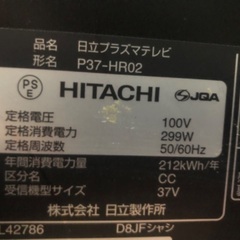 品名 日立プラズマテレビ
形名 P37-HR02
PS
E
HITACHI JQA
定格電圧 100V
定格消費電力 299W
定格周波数 50/60Hz
年間消費電力量 212kWh/年
区分名 CC
受信機型サイズ 37V
株式会社 日立製作所
L42786 D8JFシャシ